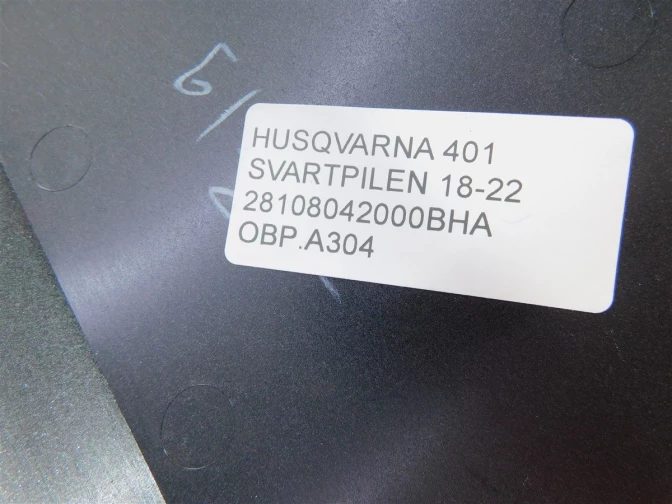 HUSQVARNA 401
SVARTPILEN 18-22
28108042000BHA
OBP.A304